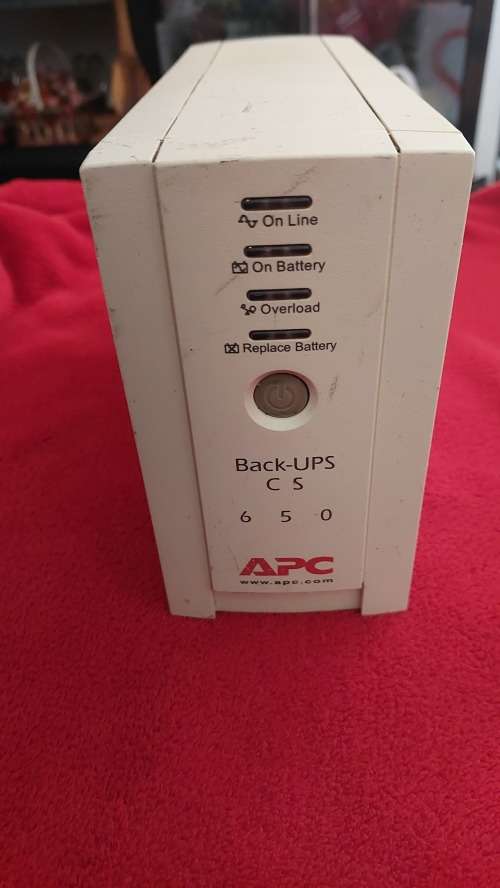 On Line
On Battery
Overload
Replace Battery
Back-UPS
C S
6 5 0
APC
www.apc.com